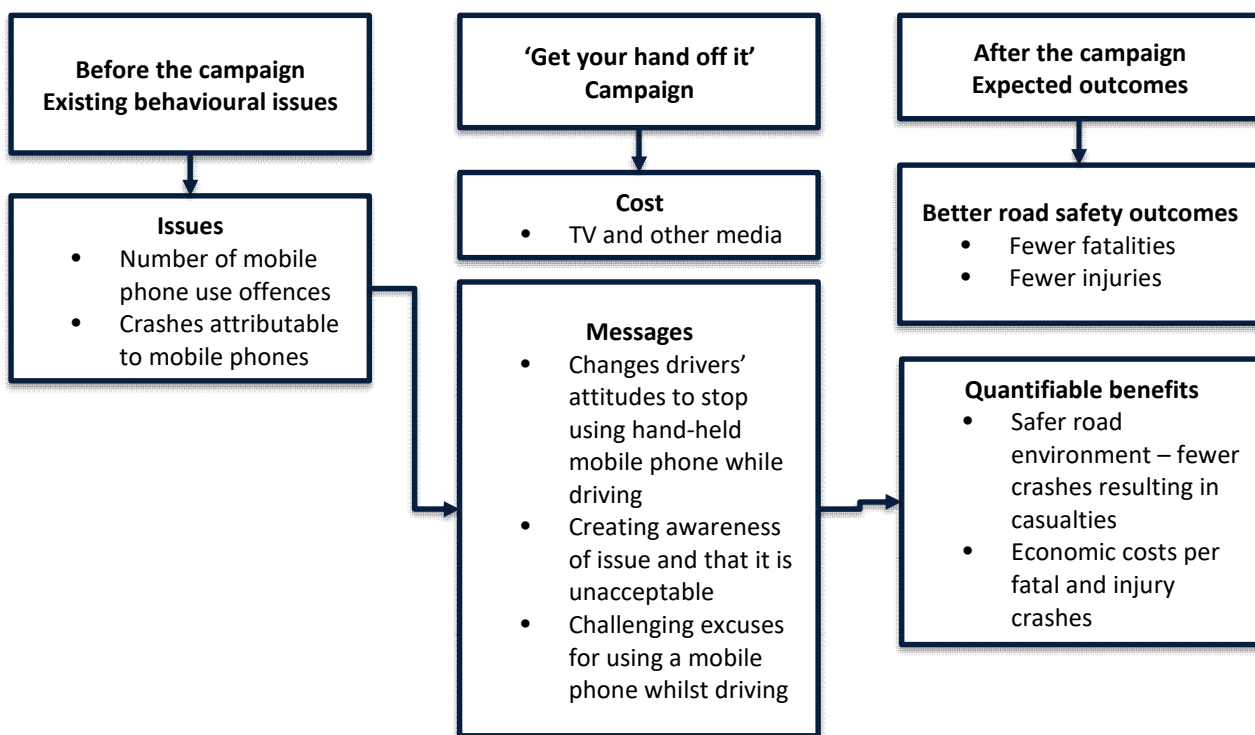 Before the campaign
Existing behavioural issues
Issues
• Number of mobile
phone use offences
• Crashes attributable
to mobile phones
‘Get your hand off it’
Campaign
Cost
• TV and other media
Messages
• Changes drivers’
attitudes to stop
using hand-held
mobile phone while
driving
• Creating awareness
of issue and that it is
unacceptable
• Challenging excuses
for using a mobile
phone whilst driving
After the campaign
Expected outcomes
Better road safety outcomes
• Fewer fatalities
• Fewer injuries
Quantifiable benefits
• Safer road
environment – fewer
crashes resulting in
casualties
• Economic costs per
fatal and injury
crashes